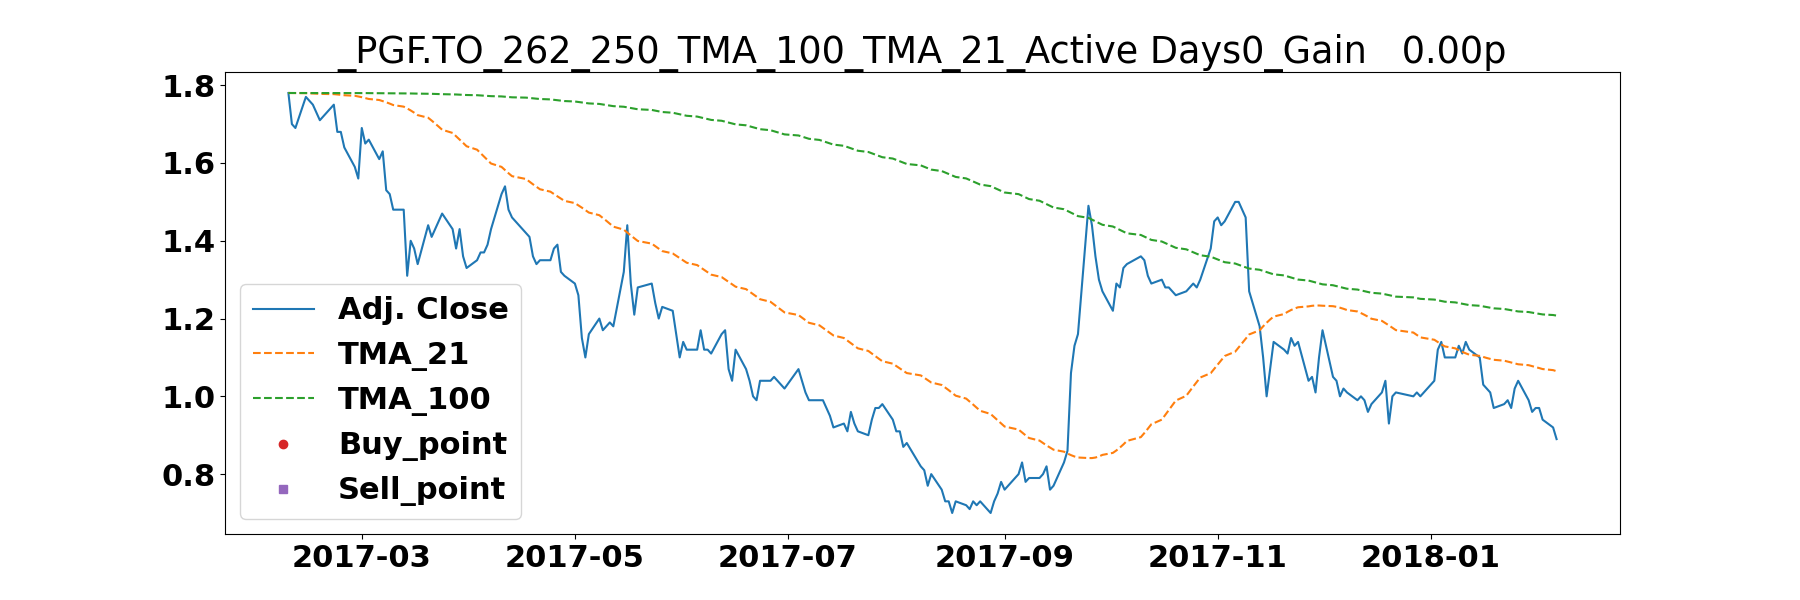 _PGF.TO_262_250_TMA_100_TMA_21_Active Days0_Gain   0.00p
1.8
1.6
1.4
1.2
1.0
0.8
Adj. Close
TMA_21
TMA_100
Buy_point
Sell_point
2017-03 2017-05 2017-07 2017-09 2017-11 2018-01